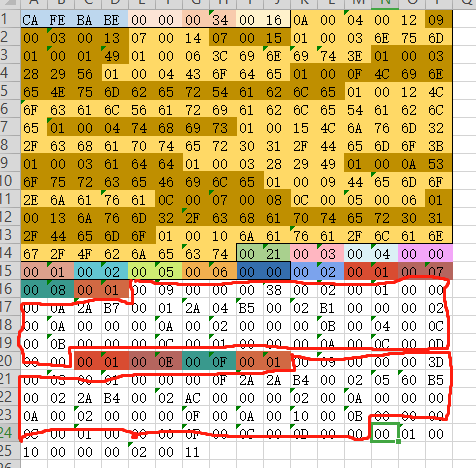 1 CA FE BA BE 00 00 00 34 00 16 0A 00 04 00 12 09
2 00 03 00 13 07 00 14 07 00 15 01 00 03 6E 75 6D
3 01 00 01 49 01 00 06 3C 69 6E 69 74 3E 01 00 03
4 28 29 56 01 00 04 43 6F 64 65 01 00 0F 4C 69 6E
5 65 4E 75 6D 62 65 72 54 61 62 6C 65 01 00 12 4C
6 6F 63 61 6C 56 61 72 69 61 62 6C 65 54 61 62 6C
7 65 01 00 04 74 68 69 73 01 00 15 4C 6A 76 6D 32
8 2F 63 68 61 70 74 65 72 30 31 2F 44 65 6D 6F 3B
9 01 00 03 61 64 64 01 00 03 28 29 49 01 00 0A 53
10 6F 75 72 63 65 46 69 6C 65 01 00 09 44 65 6D 6F
11 2E 6A 61 76 61 0C 00 07 00 08 0C 00 05 00 06 01
12 00 13 6A 76 6D 32 2F 63 68 61 70 74 65 72 30 31
13 2F 44 65 6D 6F 01 00 10 6A 61 76 61 2F 6C 61 6E
14 67 2F 4F 62 6A 65 63 74 00 21 00 03 00 04 00 00
15 00 01 00 02 00 05 00 06 00 00 00 02 00 01 00 07
16 00 08 00 01 00 09 00 00 00 38 00 02 00 01 00 00
17 00 0A 2A B7 00 01 2A 04 B5 00 02 B1 00 00 00 02
18 00 0A 00 00 00 0A 00 02 00 00 00 0B 00 04 00 0C
19 00 0B 00 00 00 0C 00 01 00 00 00 0A 00 0C 00 0D
20 00 00 00 01 00 0E 00 0F 00 01 00 09 00 00 00 3D
21 00 03 00 01 00 00 00 0F 2A 2A B4 00 02 05 60 B5
22 00 02 2A B4 00 02 AC 00 00 00 02 00 0A 00 00 00
23 0A 00 02 00 00 00 0F 00 0A 00 10 00 0B 00 00 00
24 0C 00 01 00 00 00 0F 00 0C 00 0D 00 00 00 01 00
25 10 00 00 00 02 00 11